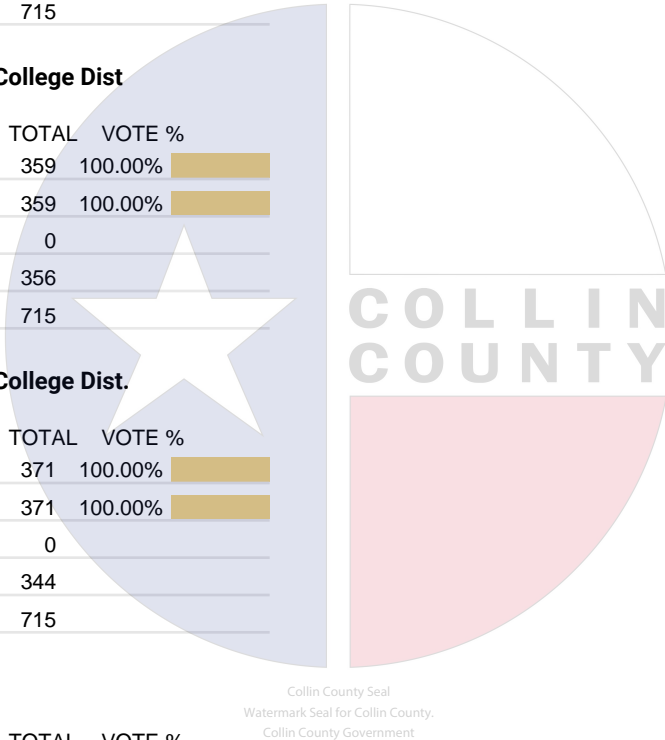 715
College Dist
TOTAL VOTE %
359 100.00%
359 100.00%
0
356
715
COLLIN
COUNTY
College Dist.
TOTAL VOTE %
371 100.00%
371 100.00%
0
344
715
Collin County Seal
Watermark Seal for Collin County.
Collin County Government
TOTAL VOTE %